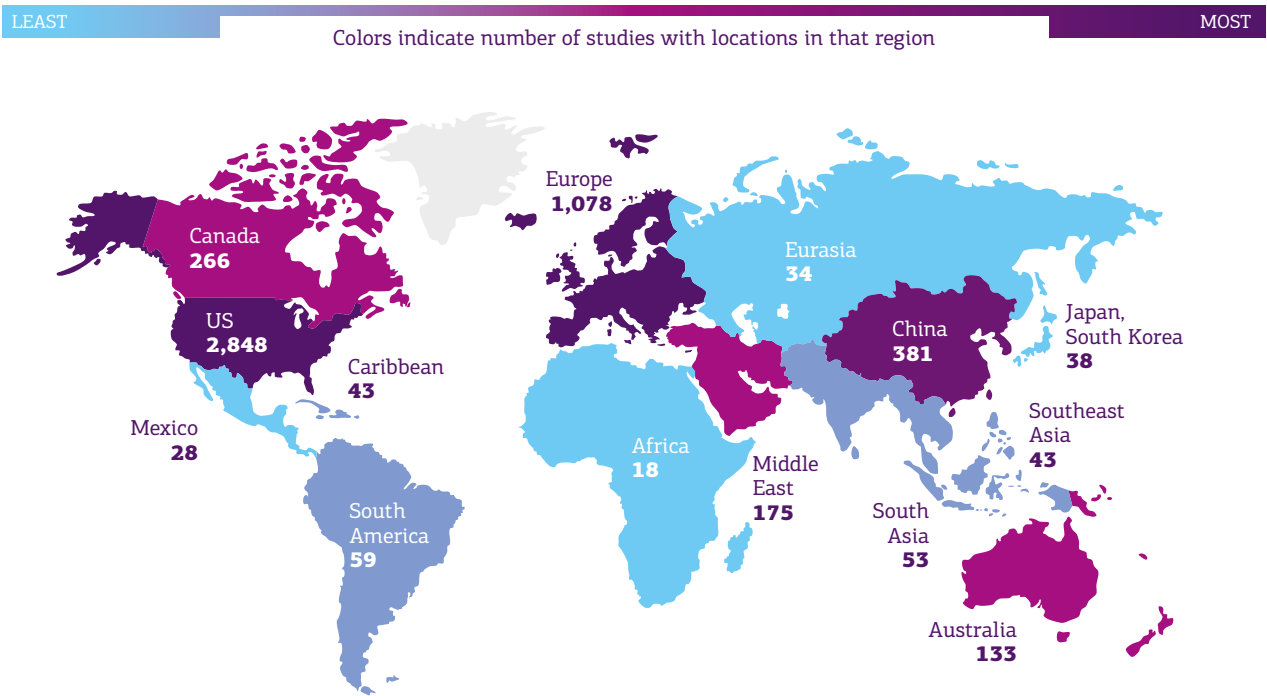 LEAST
MOST
Colors indicate number of studies with locations in that region
Europe
1,078
Canada
266
Eurasia
34
US
2,848
Japan,
South Korea
38
China
381
Caribbean
43
Mexico
28
Southeast
Asia
43
Africa
18
Middle
East
175
South
America
59
South
Asia
53
Australia
133